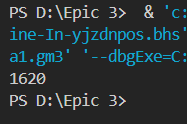 PS D:\Epic 3>  & 'c:
ine-In-yjzdnpos.bhs'
a1.gm3' '--dbgExe=C:
1620
PS D:\Epic 3>